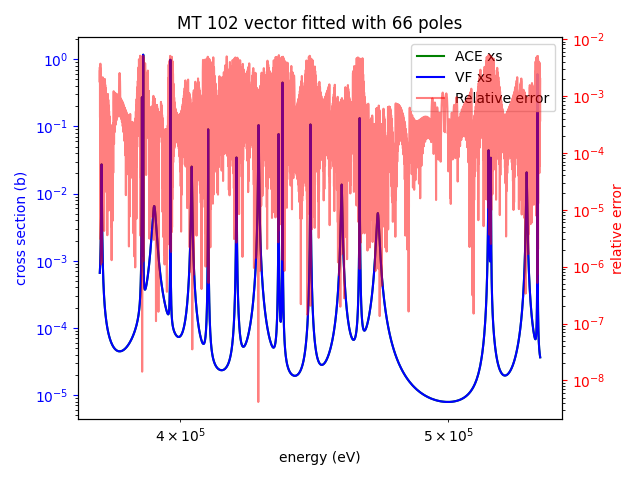 MT 102 vector fitted with 66 poles
ACE xs
VF xs
Relative error
10⁰
10⁻¹
10⁻²
10⁻³
10⁻⁴
10⁻⁵
cross section (b)
10⁻²
10⁻³
10⁻⁴
10⁻⁵
10⁻⁶
10⁻⁷
10⁻⁸
relative error
4 × 10⁵
5 × 10⁵
energy (eV)